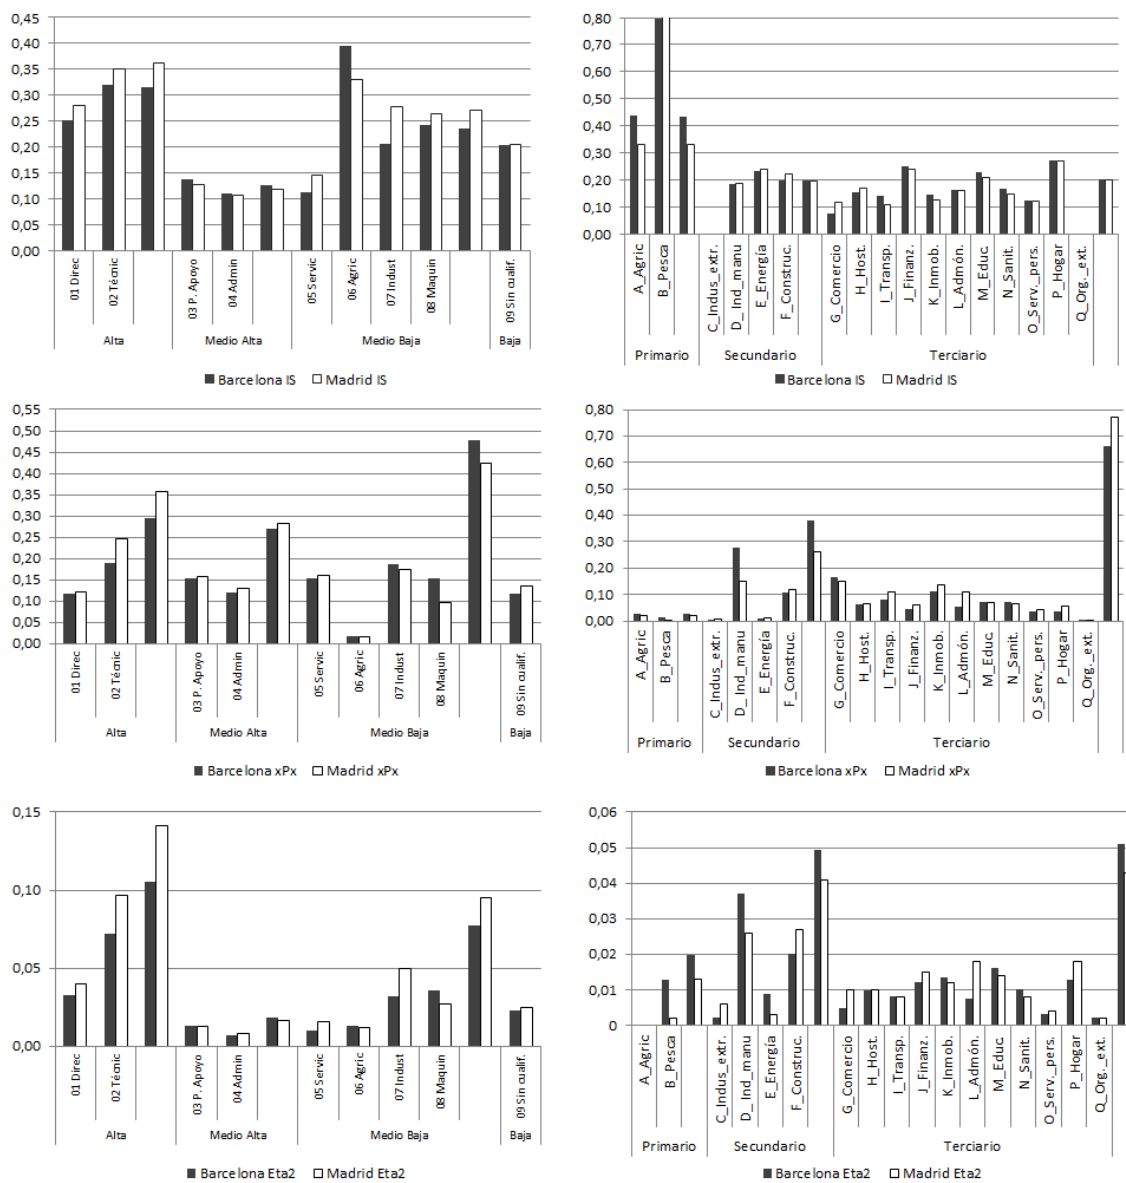 0,45
0,40
0,35
0,30
0,25
0,20
0,15
0,10
0,05
0,00
01 Direc
02 Técnic
03 P. Apoyo
04 Admin
05 Servic
06 Agric
07 Indust
08 Maquin
09 Sin cualif.
Alta
Medio Alta
Medio Baja
Baja
Barcelona IS
Madrid IS
0,80
0,70
0,60
0,50
0,40
0,30
0,20
0,10
0,00
A_Agric
B_Pesca
C_Indus_extr.
D_ Ind_manu
E_Energía
F_Construc.
G_Comercio
H_Host.
I_Transp.
J_Finanz.
K_Inmob.
L_Admón.
M_Educ.
N_Sanit.
O_Serv._pers.
P_Hogar
Q_Org._ext.
Primario
Secundario
Terciario
Barcelona IS
Madrid IS
0,55
0,50
0,45
0,40
0,35
0,30
0,25
0,20
0,15
0,10
0,05
0,00
01 Direc
02 Técnic
03 P. Apoyo
04 Admin
05 Servic
06 Agric
07 Indust
08 Maquin
09 Sin cualif.
Alta
Medio Alta
Medio Baja
Baja
Barcelona xPx
Madrid xPx
0,80
0,70
0,60
0,50
0,40
0,30
0,20
0,10
0,00
A_Agric
B_Pesca
C_Indus_extr.
D_ Ind_manu
E_Energía
F_Construc.
G_Comercio
H_Host.
I_Transp.
J_Finanz.
K_Inmob.
L_Admón.
M_Educ.
N_Sanit.
O_Serv._pers.
P_Hogar
Q_Org._ext.
Primario
Secundario
Terciario
Barcelona xPx
Madrid xPx
0,15
0,10
0,05
0,00
01 Direc
02 Técnic
03 P. Apoyo
04 Admin
05 Servic
06 Agric
07 Indust
08 Maquin
09 Sin cualif.
Alta
Medio Alta
Medio Baja
Baja
Barcelona Eta2
Madrid Eta2
0,06
0,05
0,04
0,03
0,02
0,01
0
A_Agric
B_Pesca
C_Indus_extr.
D_ Ind_manu
E_Energía
F_Construc.
G_Comercio
H_Host.
I_Transp.
J_Finanz.
K_Inmob.
L_Admón.
M_Educ.
N_Sanit.
O_Serv._pers.
P_Hogar
Q_Org._ext.
Primario
Secundario
Terciario
Barcelona Eta2
Madrid Eta2